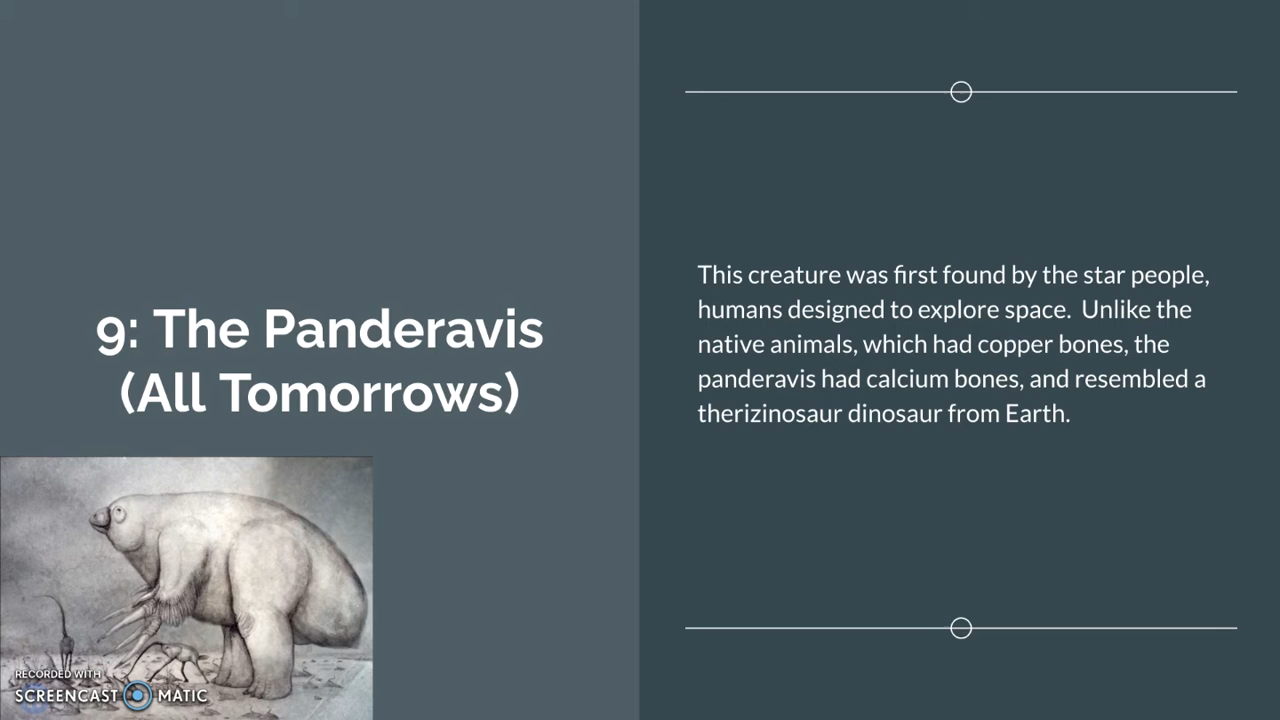 9: The Panderavis
(All Tomorrows)
This creature was first found by the star people,
humans designed to explore space.  Unlike the
native animals, which had copper bones, the
panderavis had calcium bones, and resembled a
therizinosaur dinosaur from Earth.
RECORDED WITH
SCREENCAST MATIC